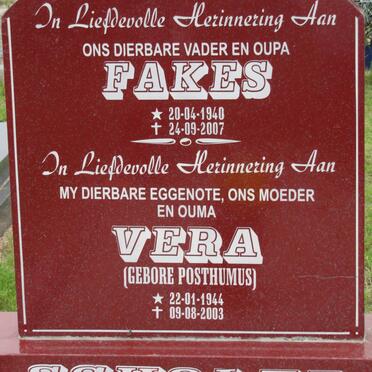 In Liefdevolle Herinnering Aan
ONS DIERBARE VADER EN OUPA
FAKES
★ 20-04-1940
✝ 24-09-2007
In Liefdevolle Herinnering Aan
MY DIERBARE EGGENOTE, ONS MOEDER
EN OUMA
VERA
(GEBORE POSTHUMUS)
★ 22-01-1944
✝ 09-08-2003